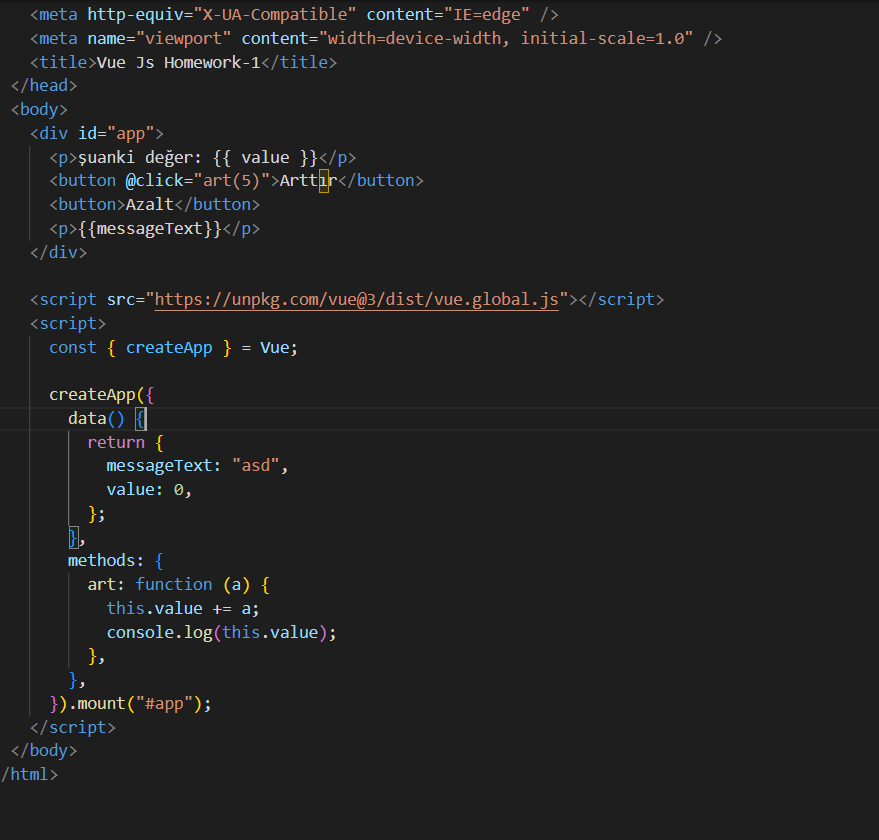 <meta http-equiv="X-UA-Compatible" content="IE=edge" />
<meta name="viewport" content="width=device-width, initial-scale=1.0" />
<title>Vue Js Homework-1</title>
</head>
<body>
<div id="app">
<p>şuanki değer: {{ value }}</p>
<button @click="art(5)">Arttır</button>
<button>Azalt</button>
<p>{{messageText}}</p>
</div>
<script src="https://unpkg.com/vue@3/dist/vue.global.js"></script>
<script>
const { createApp } = Vue;
createApp({
data() {
return {
messageText: "asd",
value: 0,
};
},
methods: {
art: function (a) {
this.value += a;
console.log(this.value);
},
},
}).mount("#app");
</script>
</body>
/html>